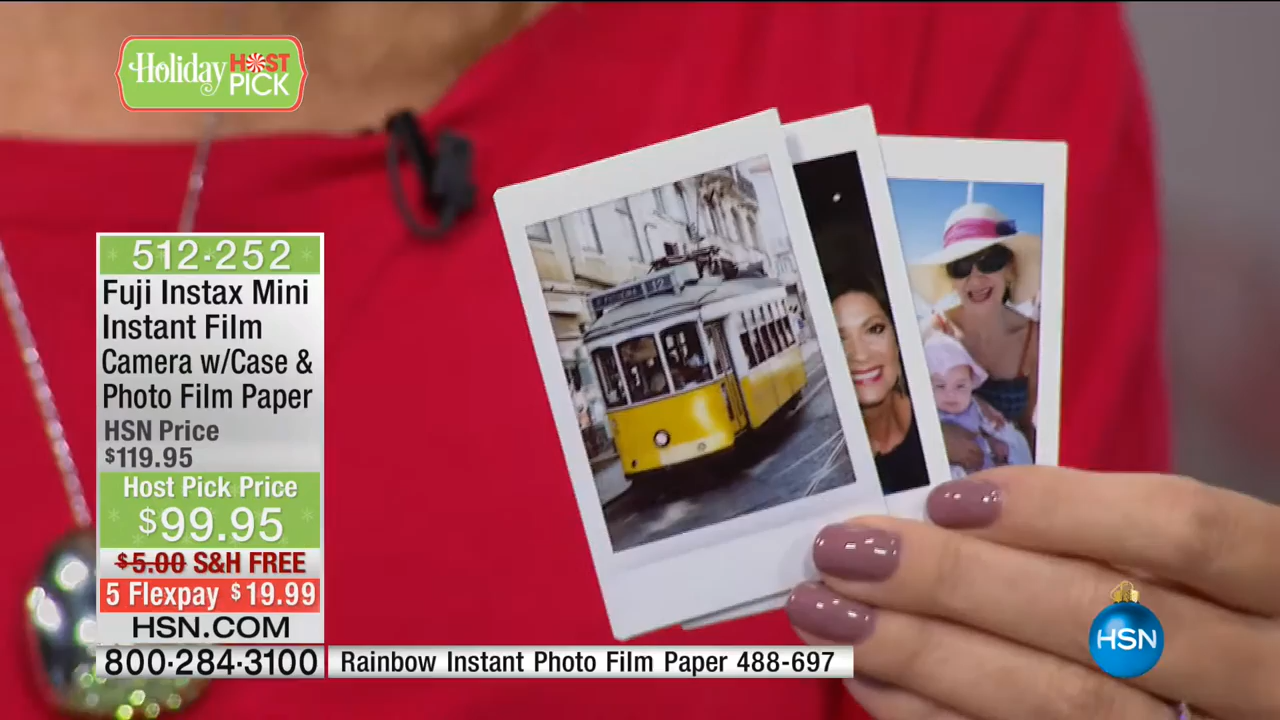 Holiday HOST
PICK
512-252
Fuji Instax Mini
Instant Film
Camera w/Case &
Photo Film Paper
HSN Price
$119.95
Host Pick Price
$99.95
$5.00 S&H FREE
5 Flexpay $19.99
HSN.COM
800-284-3100
Rainbow Instant Photo Film Paper 488-697
12
HSN